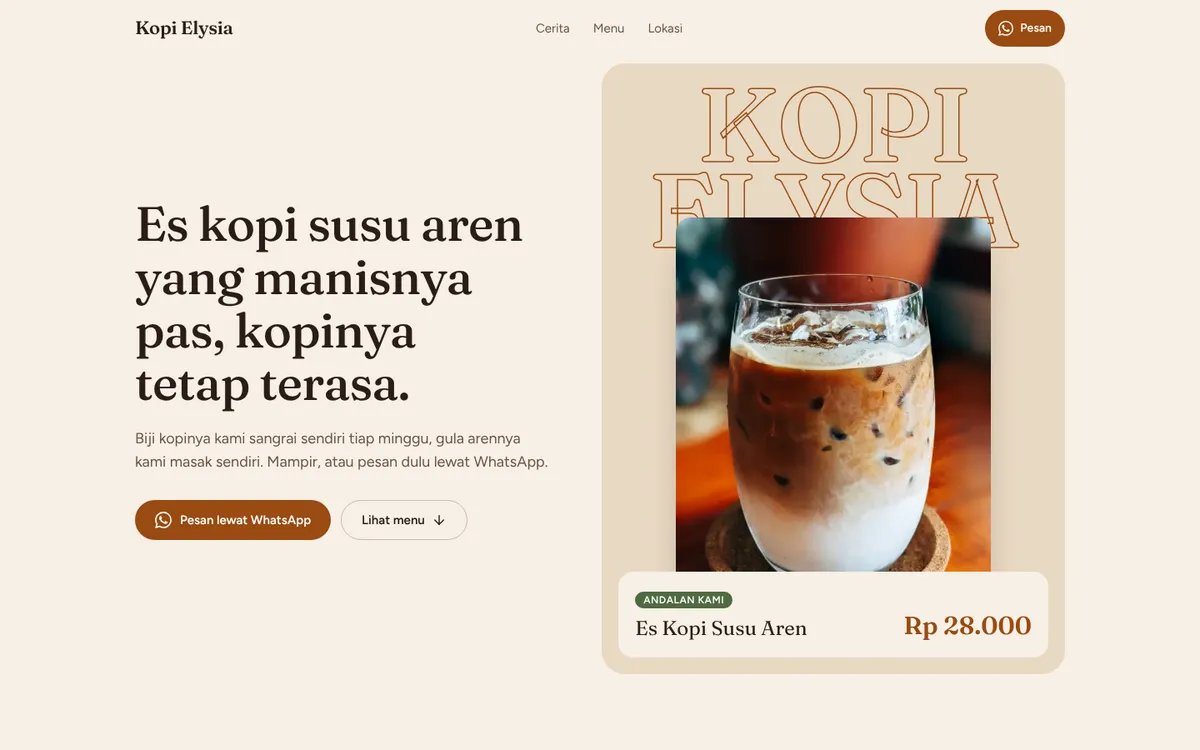 Kopi Elysia
Cerita
Menu
Lokasi
Pesan
Es kopi susu aren
yang manisnya
pas, kopinya
tetap terasa.
Biji kopinya kami sangrai sendiri tiap minggu, gula arennya
kami masak sendiri. Mampir, atau pesan dulu lewat WhatsApp.
Pesan lewat WhatsApp
Lihat menu
KOPI
ELYSIA
ANDALAN KAMI
Es Kopi Susu Aren
Rp 28.000